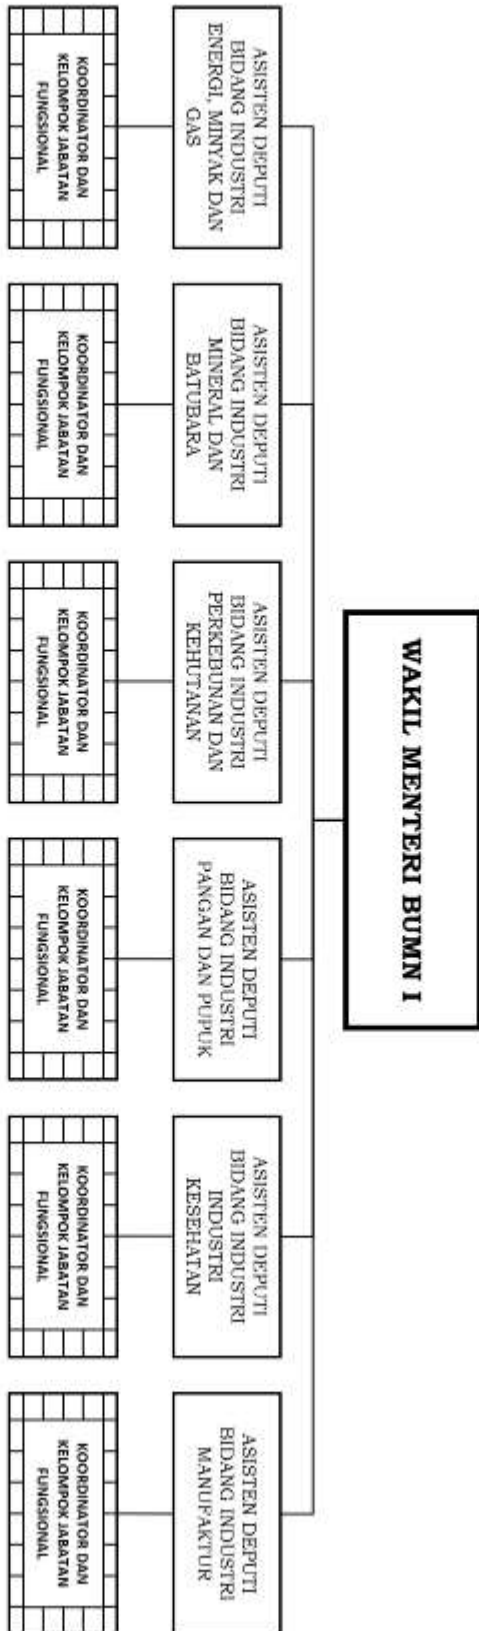 WAKIL MENTERI BUMN I
ASISTEN DEPUTI
BIDANG INDUSTRI
ENERGI, MINYAK DAN
GAS
ASISTEN DEPUTI
BIDANG INDUSTRI
MINERAL DAN
BATUBARA
ASISTEN DEPUTI
BIDANG INDUSTRI
PERKEBUNAN DAN
KEHUTANAN
ASISTEN DEPUTI
BIDANG INDUSTRI
PANGAN DAN PUPUK
ASISTEN DEPUTI
BIDANG INDUSTRI
INDUSTRI
KESEHATAN
ASISTEN DEPUTI
BIDANG INDUSTRI
MANUFAKTUR
KOORDINATOR DAN
KELOMPOK JABATAN
FUNGSIONAL
KOORDINATOR DAN
KELOMPOK JABATAN
FUNGSIONAL
KOORDINATOR DAN
KELOMPOK JABATAN
FUNGSIONAL
KOORDINATOR DAN
KELOMPOK JABATAN
FUNGSIONAL
KOORDINATOR DAN
KELOMPOK JABATAN
FUNGSIONAL
KOORDINATOR DAN
KELOMPOK JABATAN
FUNGSIONAL